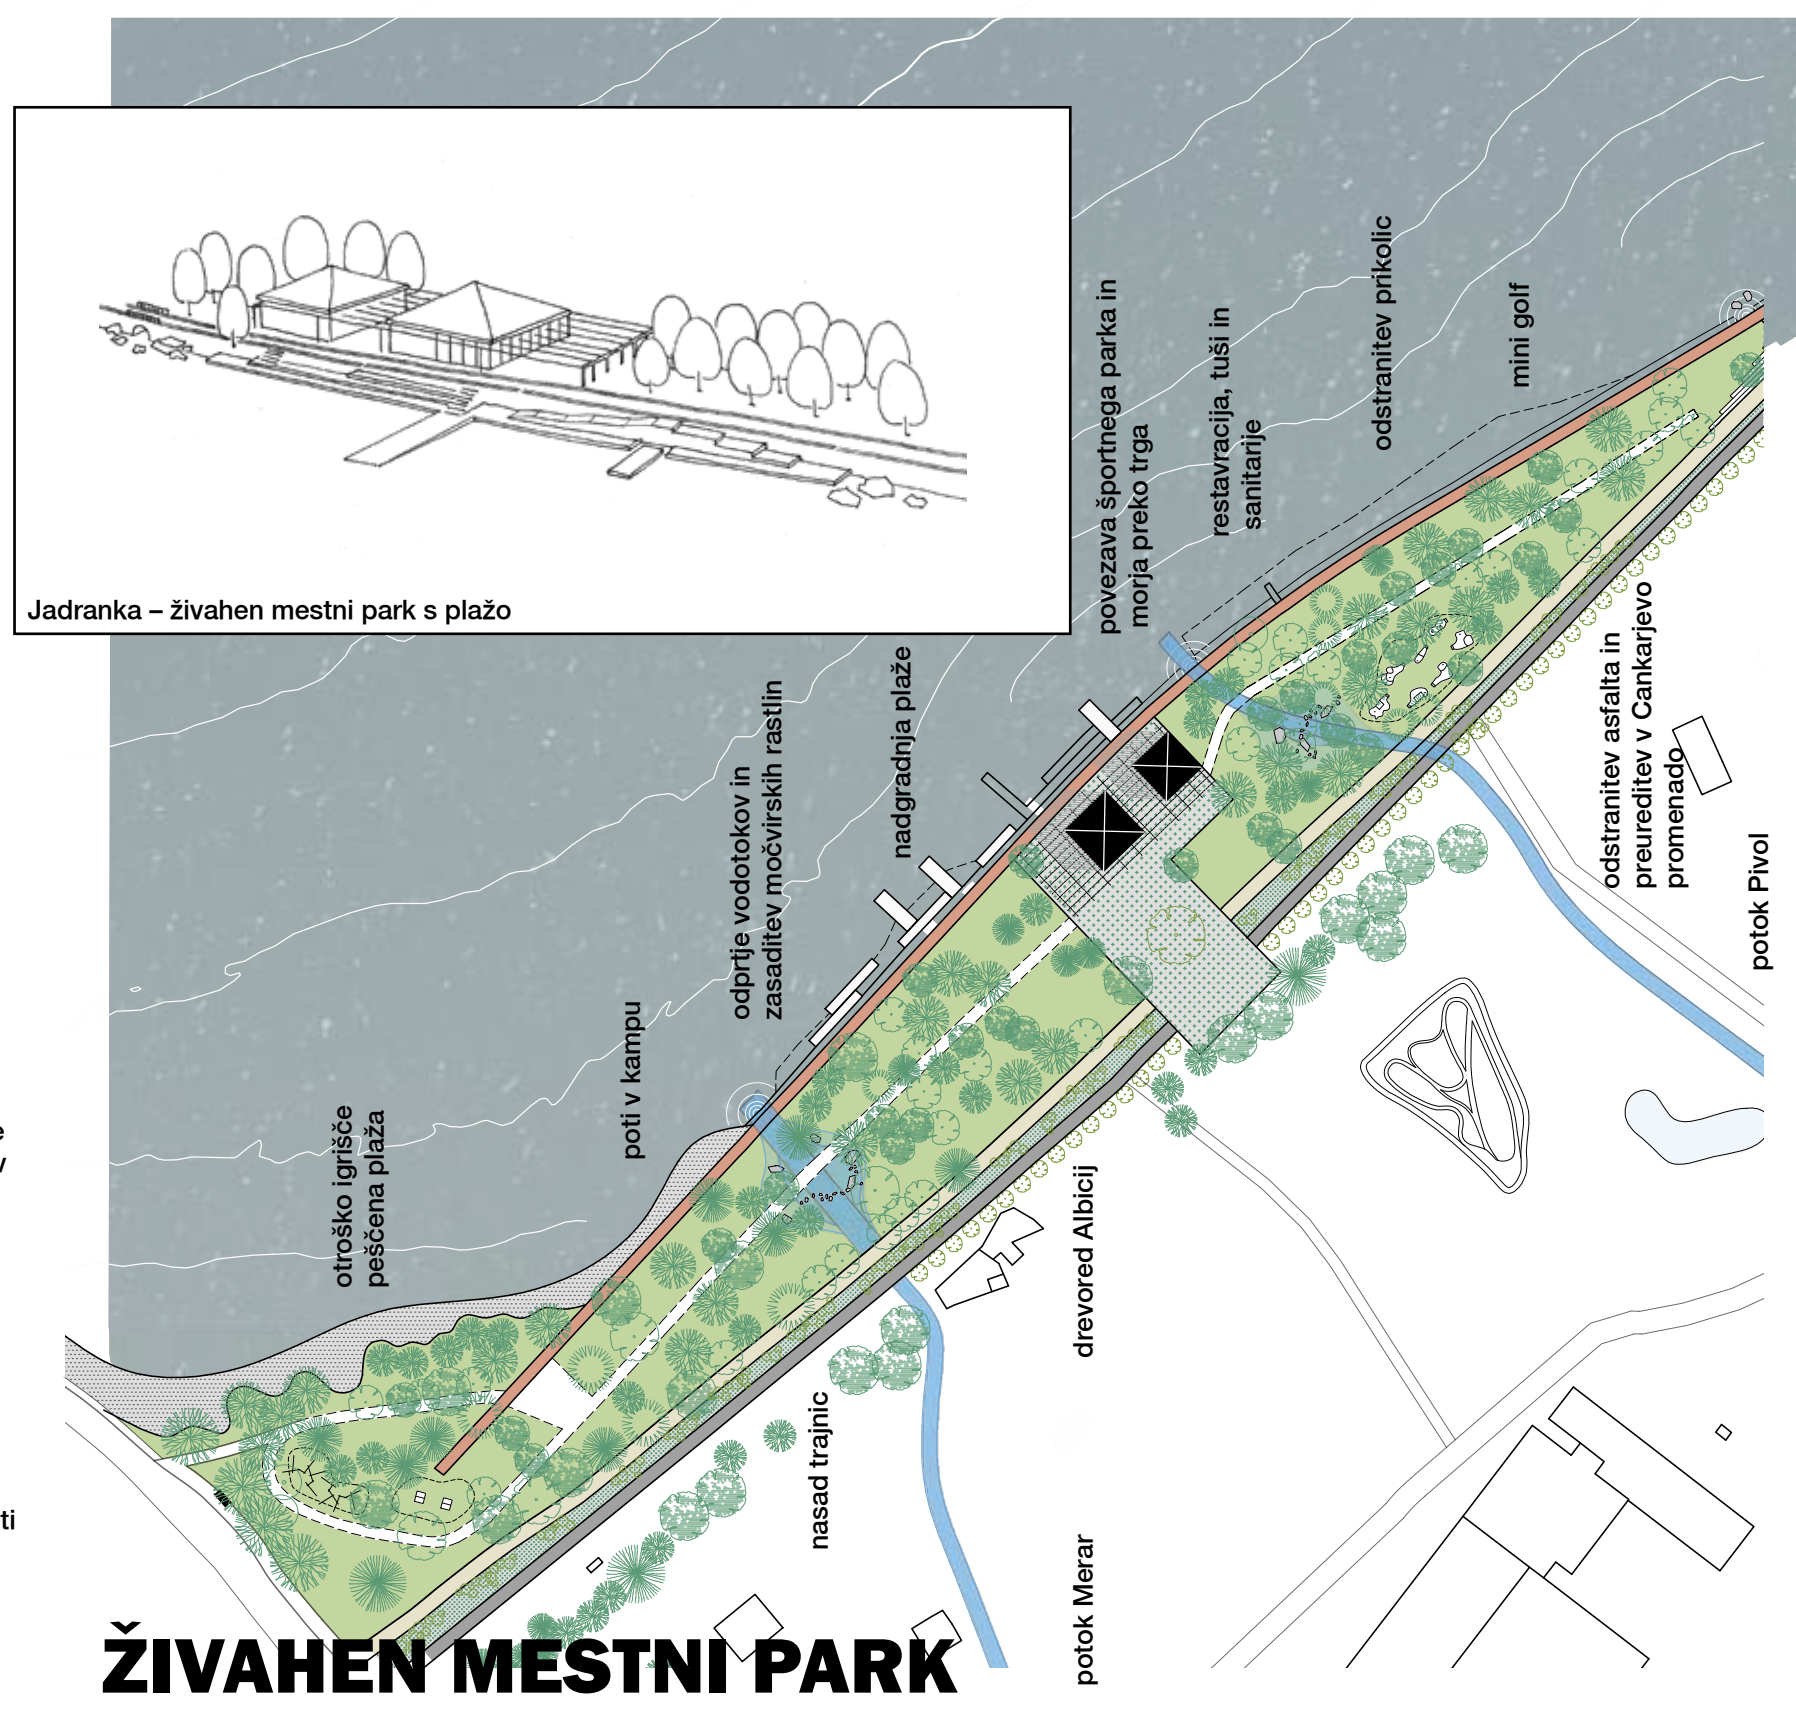 Jadranka – živahen mestni park s plažo
otroško igrišče
peščena plaža
poti v kampu
odprtje vodotokov in
zasaditev močvirskih rastlin
nadgradnja plaže
povezava športnega parka in
morja preko trga
restavracija, tuši in
sanitarije
odstranitev prikolic
mini golf
odstranitev asfalta in
preureditev v Cankarjevo
promenado
potok Pivol
drevored Albicij
nasad trajnic
potok Merar
e
v
ti
ŽIVAHEN MESTNI PARK